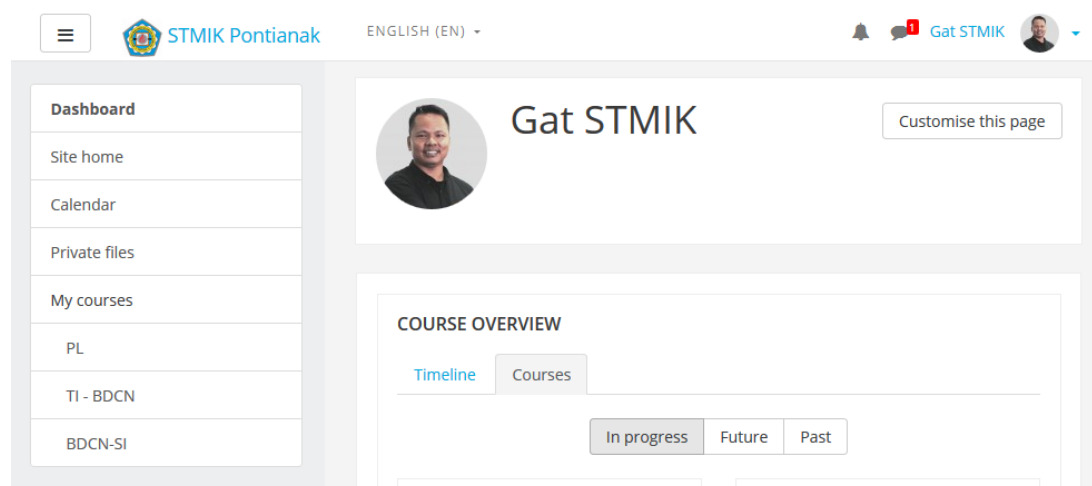 STMIK Pontianak
ENGLISH (EN)
1
Gat STMIK
Dashboard
Site home
Calendar
Private files
My courses
PL
TI - BDCN
BDCN-SI
Gat STMIK
Customise this page
COURSE OVERVIEW
Timeline
Courses
In progress
Future
Past